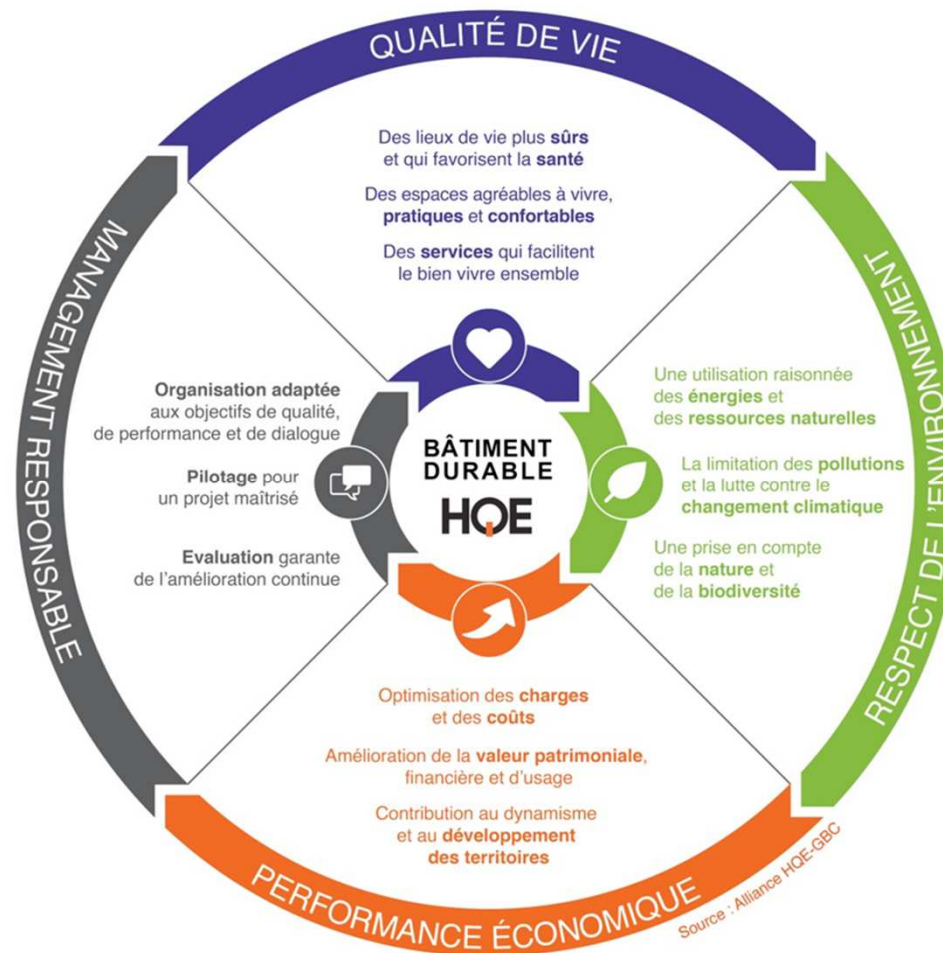 QUALITÉ DE VIE
Des lieux de vie plus sûrs
et qui favorisent la santé
Des espaces agréables à vivre,
pratiques et confortables
Des services qui facilitent
le bien vivre ensemble
RESPECT DE L'ENVIRONNEMENT
Une utilisation raisonnée
des énergies et
des ressources naturelles
La limitation des pollutions
et la lutte contre le
changement climatique
Une prise en compte
de la nature et
de la biodiversité
PERFORMANCE ÉCONOMIQUE
Optimisation des charges
et des coûts
Amélioration de la valeur patrimoniale,
financière et d'usage
Contribution au dynamisme
et au développement
des territoires
MANAGEMENT RESPONSABLE
Organisation adaptée
aux objectifs de qualité,
de performance et de dialogue
Pilotage pour
un projet maîtrisé
Evaluation garante
de l'amélioration continue
BÂTIMENT
DURABLE
HQE
Source : Alliance HQE-GBC